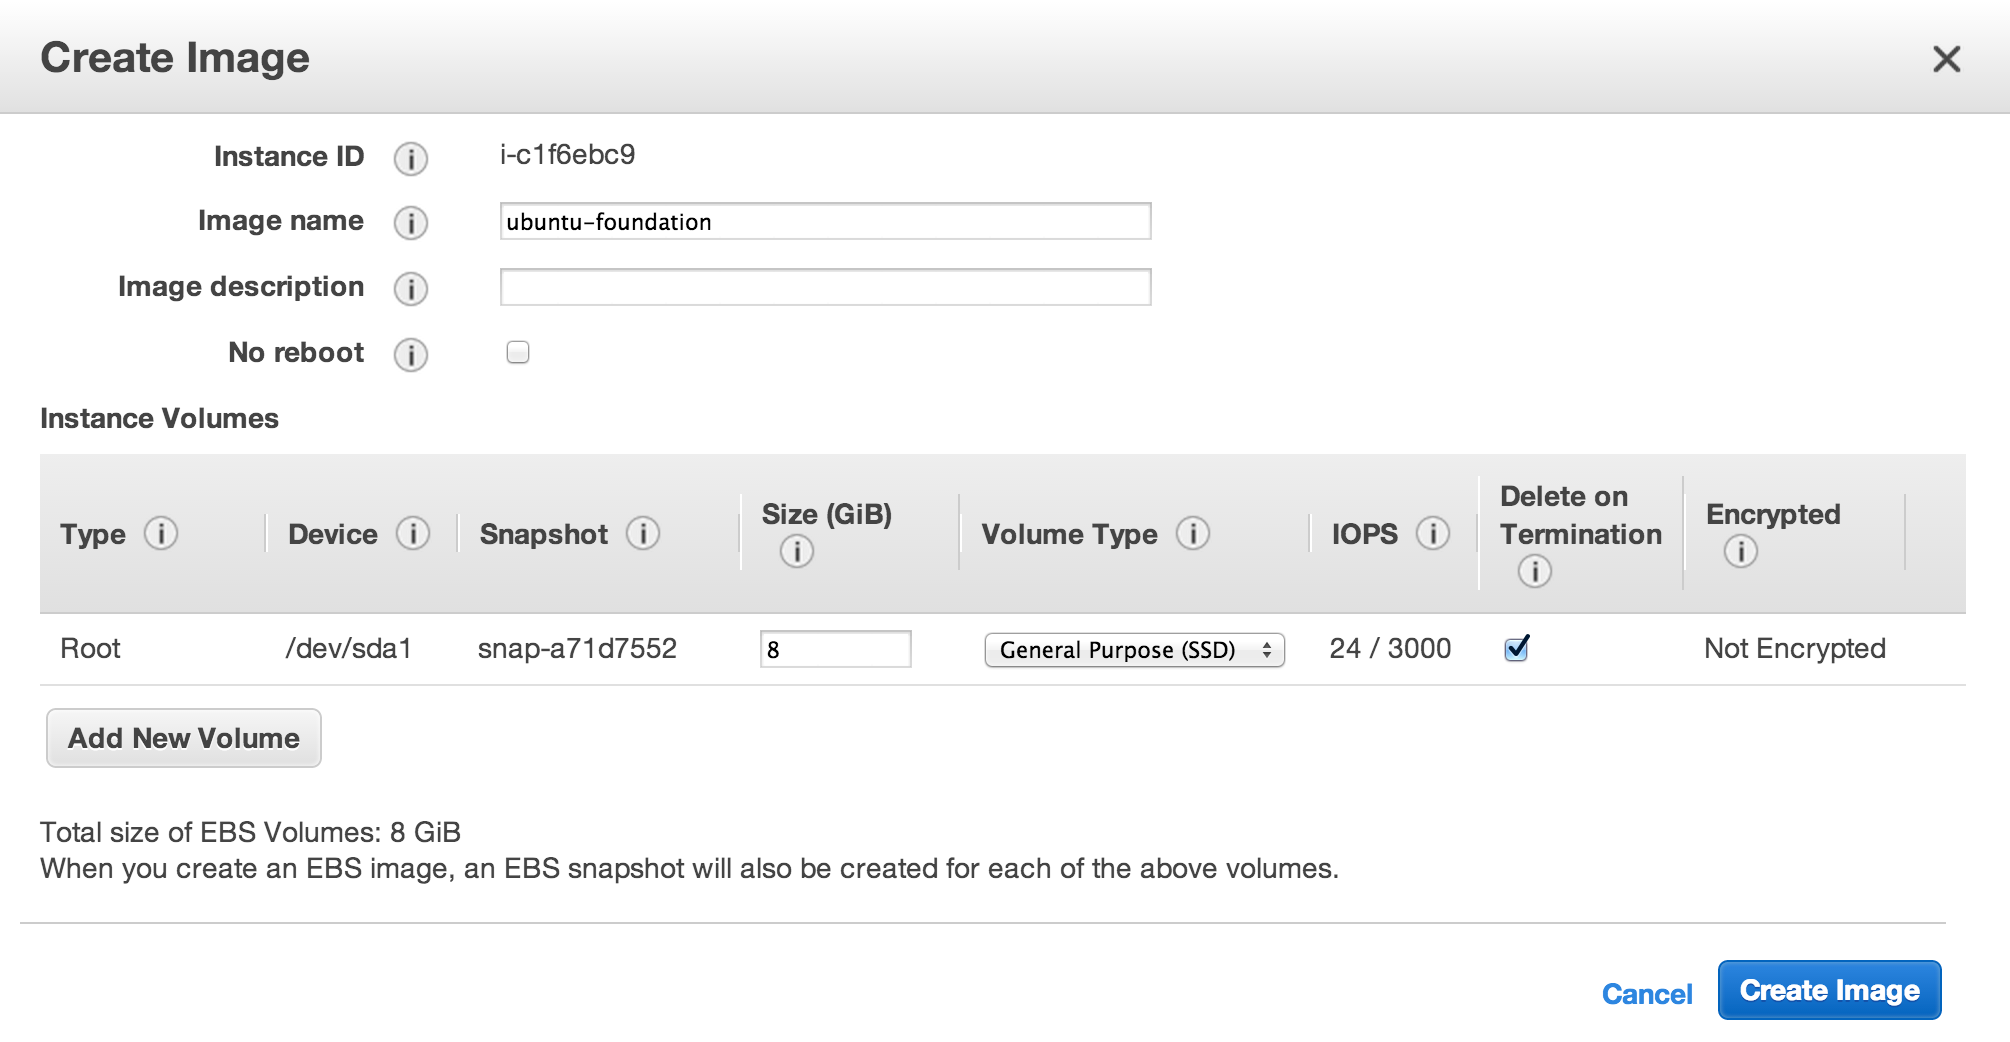 Create Image
Instance ID i-c1f6ebc9
Image name ubuntu-foundation
Image description
No reboot
Instance Volumes
Type Device Snapshot Size (GiB) Volume Type IOPS Delete on Termination Encrypted
Root /dev/sda1 snap-a71d7552 8 General Purpose (SSD) 24 / 3000 Not Encrypted
Add New Volume
Total size of EBS Volumes: 8 GiB
When you create an EBS image, an EBS snapshot will also be created for each of the above volumes.
Cancel Create Image